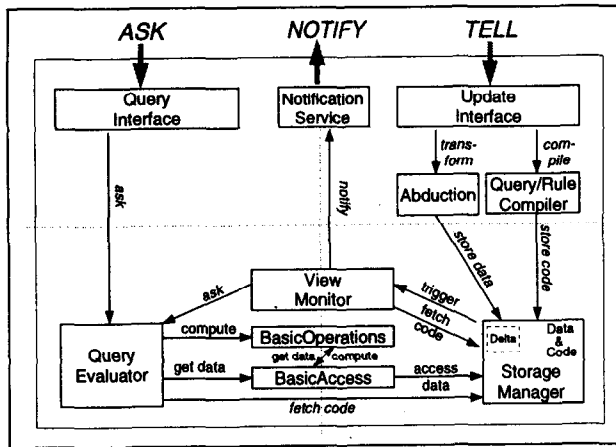 ASK
NOTIFY
TELL
Query
Interface
Notification
Service
Update
Interface
trans-
form
com-
pile
ask
notify
Abduction
Query/Rule
Compiler
store data
store code
ask
View
Monitor
trigger
fetch
code
compute
BasicOperations
Delta
Data
&
Code
Query
Evaluator
get data
compute
get data
BasicAccess
access
data
Storage
Manager
fetch code